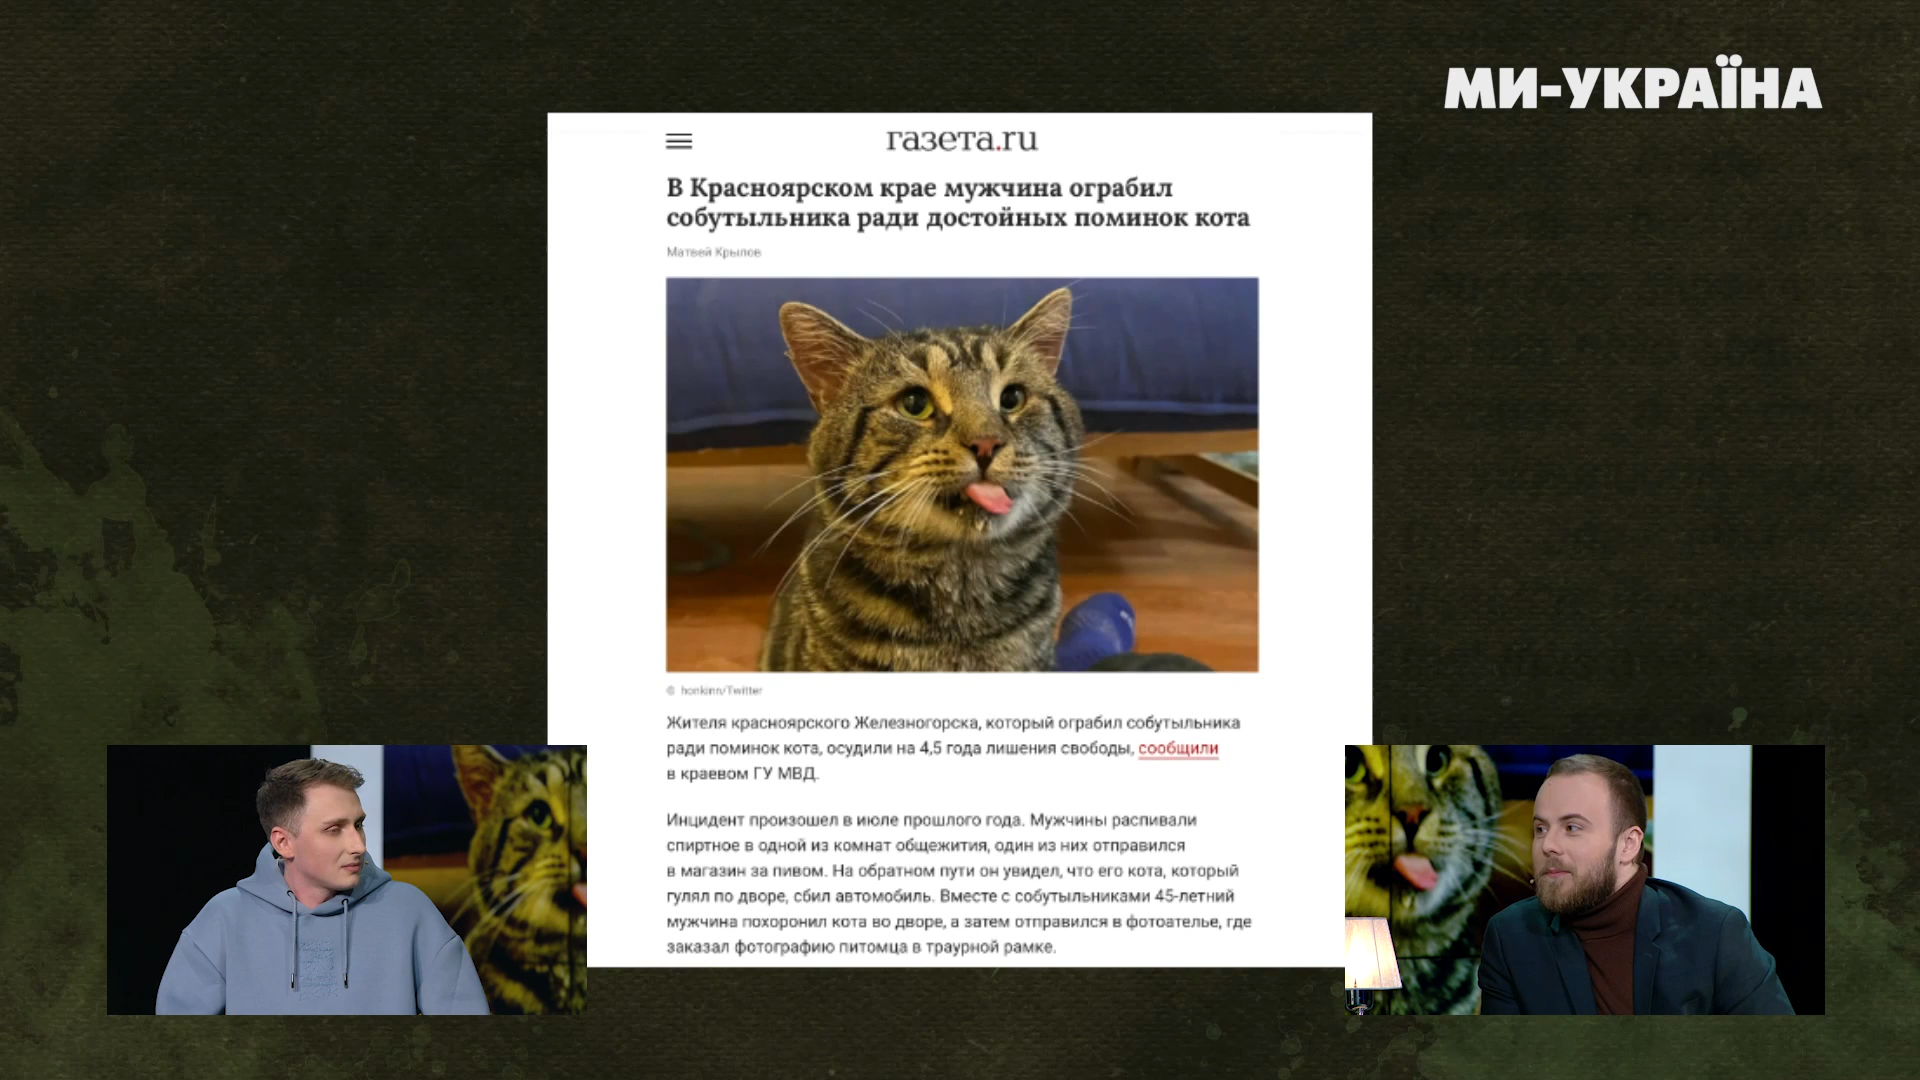 МИ-УКРАЇНА
газета.ru
В Красноярском крае мужчина ограбил
собутыльника ради достойных поминок кота
Матвей Крылов
© honkinn/Twitter
Жителя красноярского Железногорска, который ограбил собутыльника
ради поминок кота, осудили на 4,5 года лишения свободы, сообщили
в краевом ГУ МВД.
Инцидент произошел в июле прошлого года. Мужчины распивали
спиртное в одной из комнат общежития, один из них отправился
в магазин за пивом. На обратном пути он увидел, что его кота, который
гулял по дворе, сбил автомобиль. Вместе с собутыльниками 45-летний
мужчина похоронил кота во дворе, а затем отправился в фотоателье, где
заказал фотографию питомца в траурной рамке.